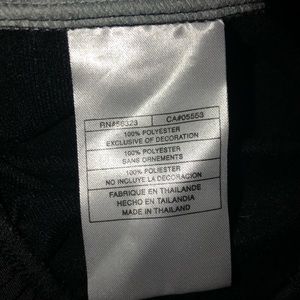 RN#56323 CA#05553
100% POLYESTER
EXCLUSIVE OF DECORATION
100% POLYESTER
SANS ORNEMENTS
100% POLIESTER
NO INCLUYE LA DECORACION
FABRIQUE EN THAILANDE
HECHO EN TAILANDIA
MADE IN THAILAND